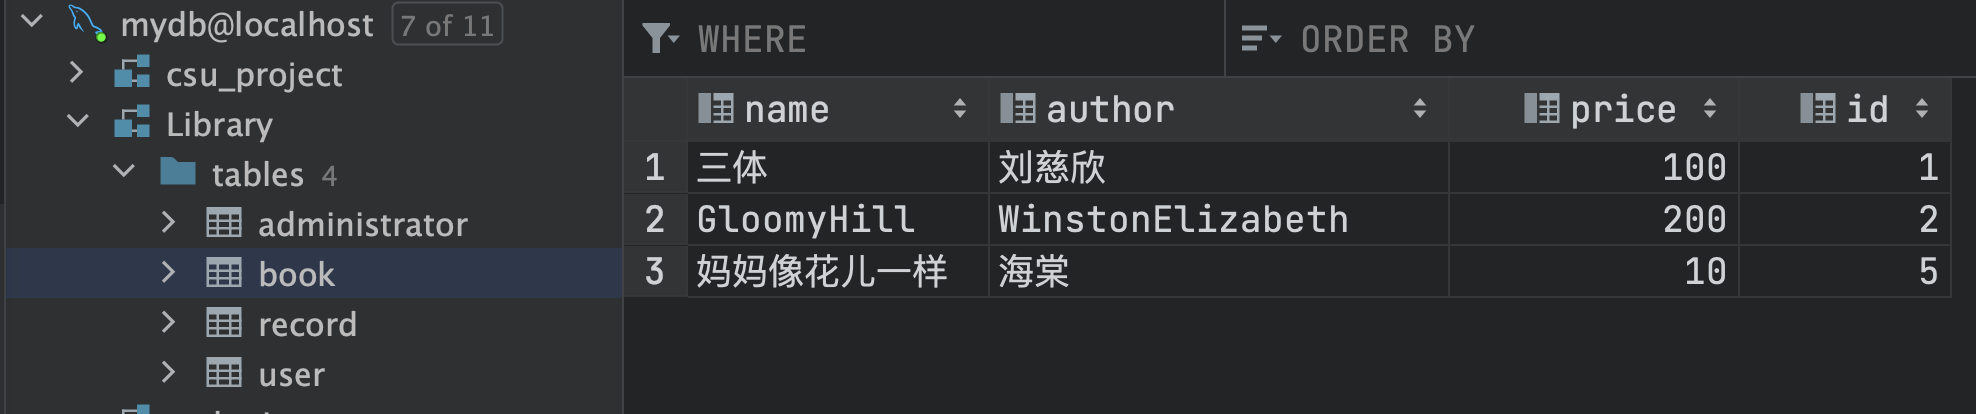 mydb@localhost 7 of 11
csu_project
Library
tables 4
administrator
book
record
user
WHERE ORDER BY
name author price id
1 三体 刘慈欣 100 1
2 GloomyHill WinstonElizabeth 200 2
3 妈妈像花儿一样 海棠 10 5